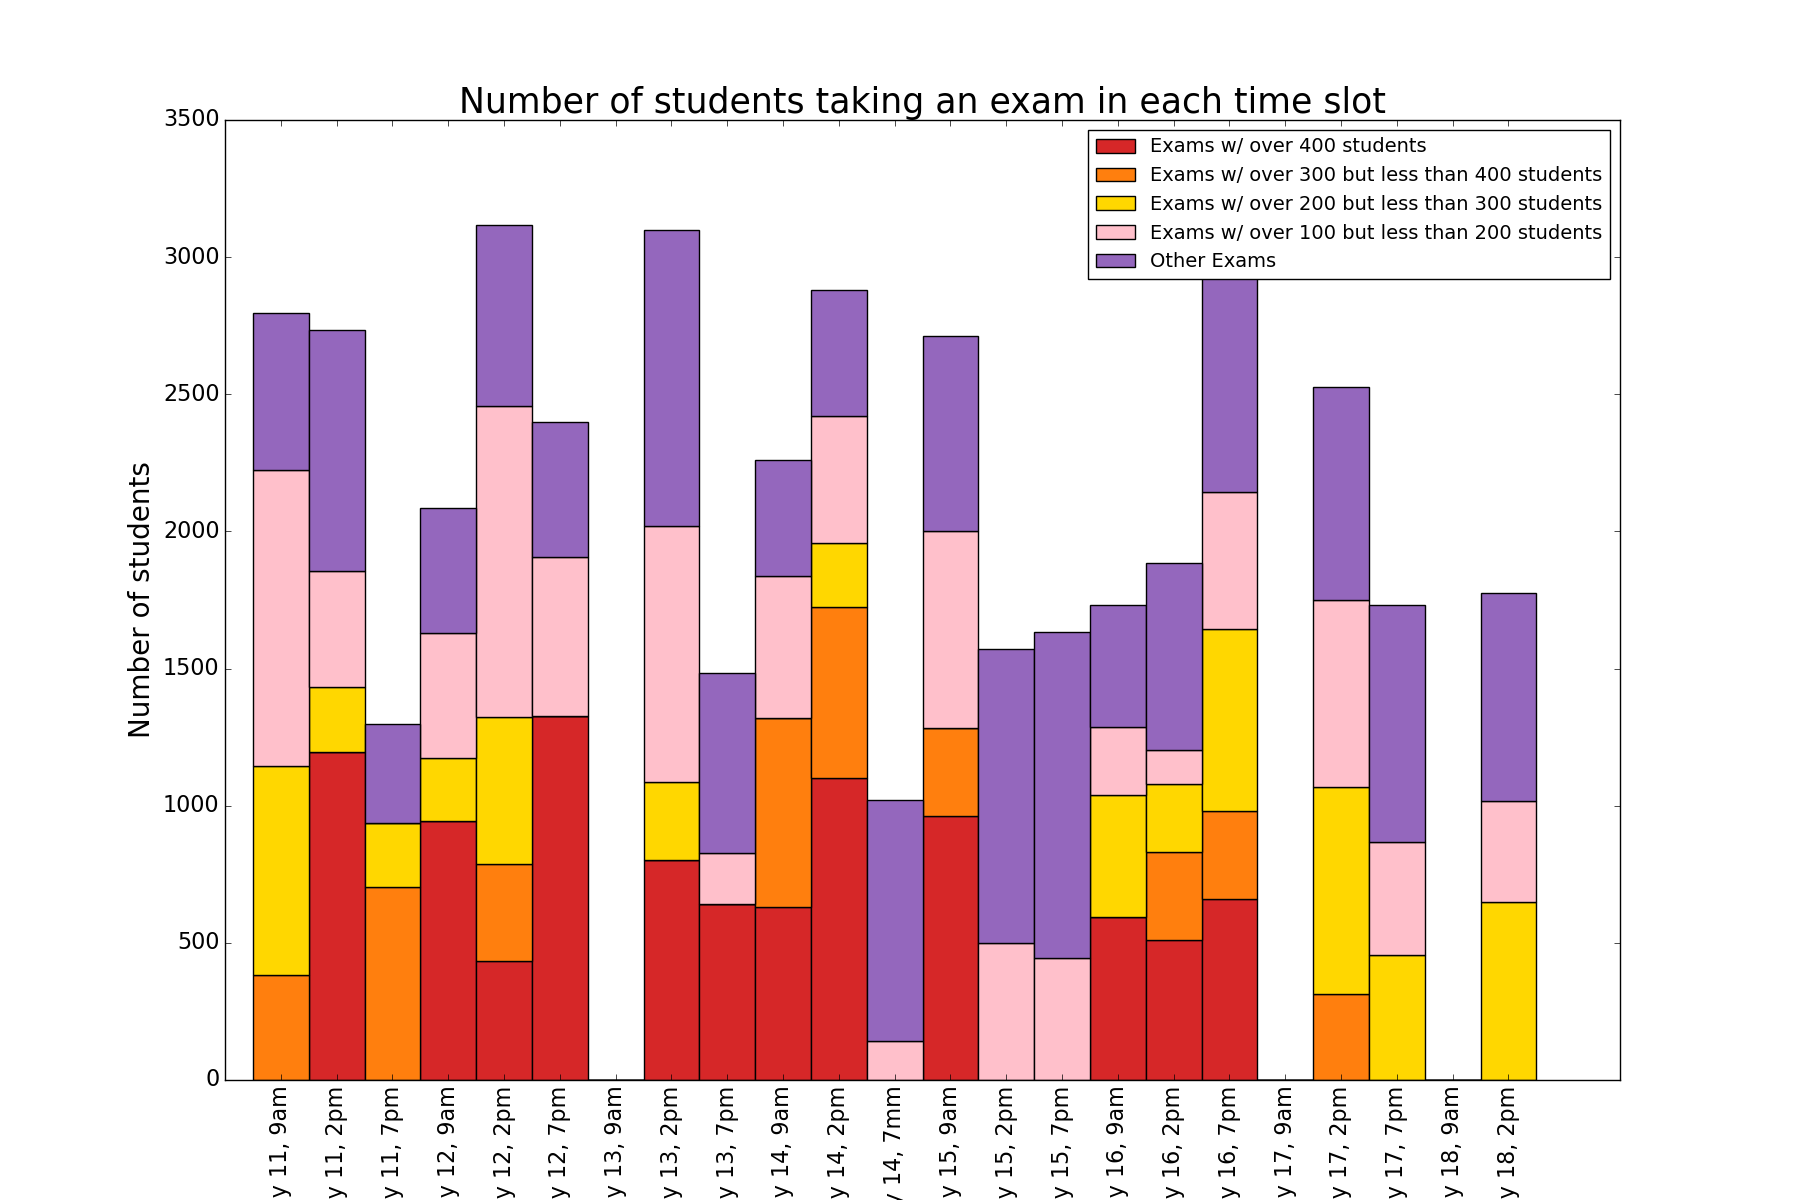 Number of students taking an exam in each time slot
Exams w/ over 400 students
Exams w/ over 300 but less than 400 students
Exams w/ over 200 but less than 300 students
Exams w/ over 100 but less than 200 students
Other Exams
Number of students
3500
3000
2500
2000
1500
1000
500
0
y 11, 9am
y 11, 2pm
y 11, 7pm
y 12, 9am
y 12, 2pm
y 12, 7pm
y 13, 9am
y 13, 2pm
y 13, 7pm
y 14, 9am
y 14, 2pm
y 14, 7mm
y 15, 9am
y 15, 2pm
y 15, 7pm
y 16, 9am
y 16, 2pm
y 16, 7pm
y 17, 9am
y 17, 2pm
y 17, 7pm
y 18, 9am
y 18, 2pm